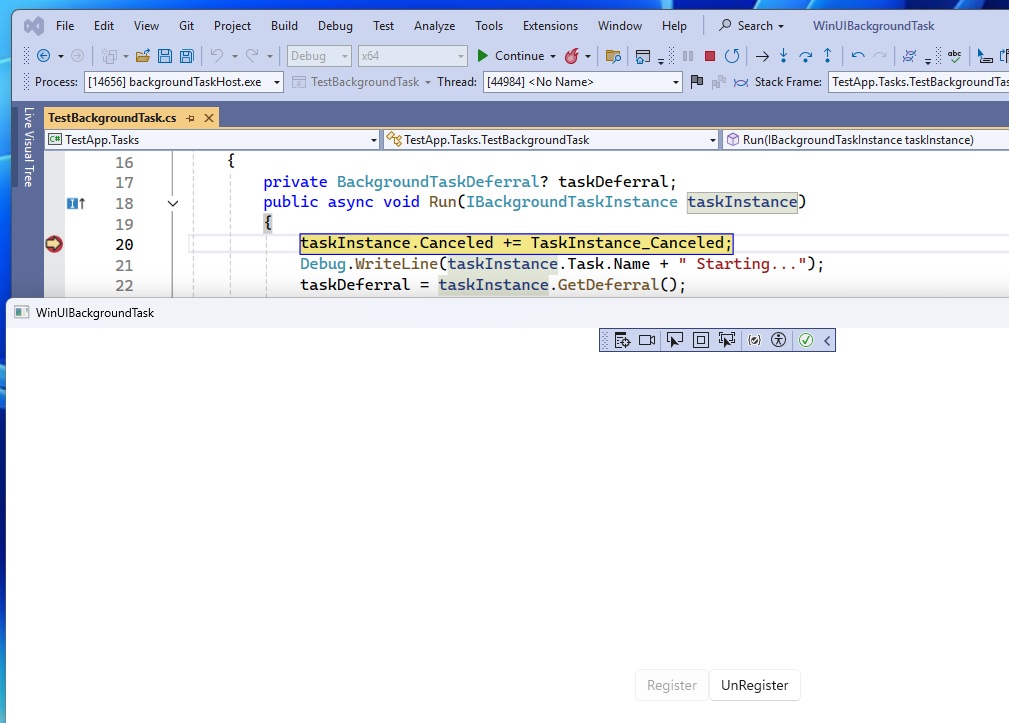 File Edit View Git Project Build Debug Test Analyze Tools Extensions Window Help Search WinUIBackgroundTask
Debug x64 Continue abc
Process: [14656] backgroundTaskHost.exe TestBackgroundTask Thread: [44984] <No Name> Stack Frame: TestApp.Tasks.TestBackgroundTas
Live Visual Tree
TestBackgroundTask.cs
C# TestApp.Tasks TestApp.Tasks.TestBackgroundTask Run(IBackgroundTaskInstance taskInstance)
16 {
17 private BackgroundTaskDeferral? taskDeferral;
18 public async void Run(IBackgroundTaskInstance taskInstance)
19 {
20 taskInstance.Canceled += TaskInstance_Canceled;
21 Debug.WriteLine(taskInstance.Task.Name + " Starting...");
22 taskDeferral = taskInstance.GetDeferral();
WinUIBackgroundTask
Register UnRegister